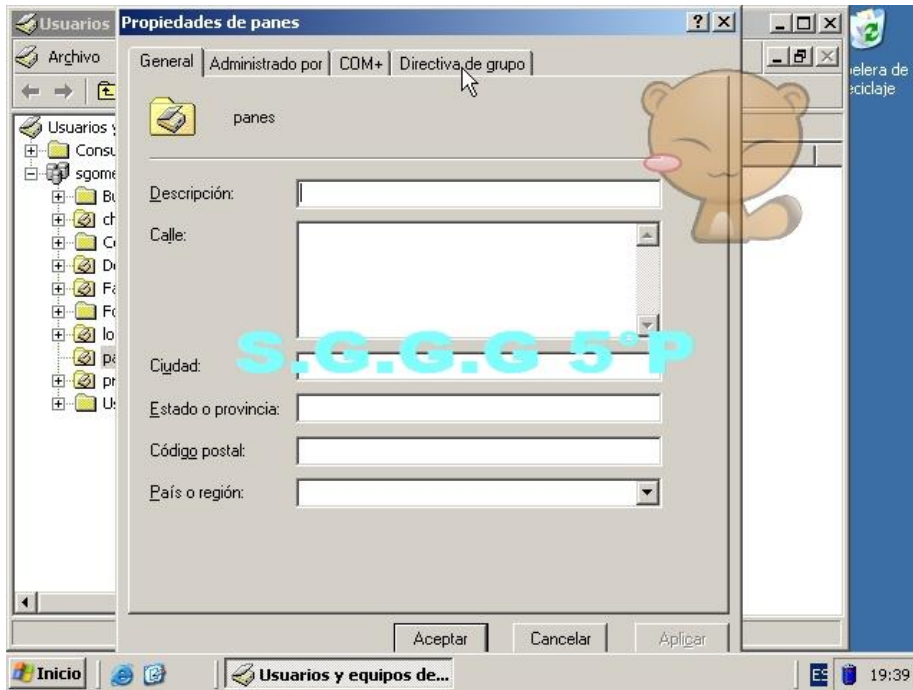 Usuarios
Propiedades de panes
Archivo
General
Administrado por
COM+
Directiva de grupo
panes
Usuarios y
Consu
sgome
Bu
ch
Co
Do
Fa
Fo
lo
pa
pr
Us
Descripción:
Calle:
Ciudad:
Estado o provincia:
Código postal:
País o región:
S.G.G.G 5°P
Aceptar
Cancelar
Aplicar
elera de
eciclaje
Inicio
Usuarios y equipos de...
ES
19:39